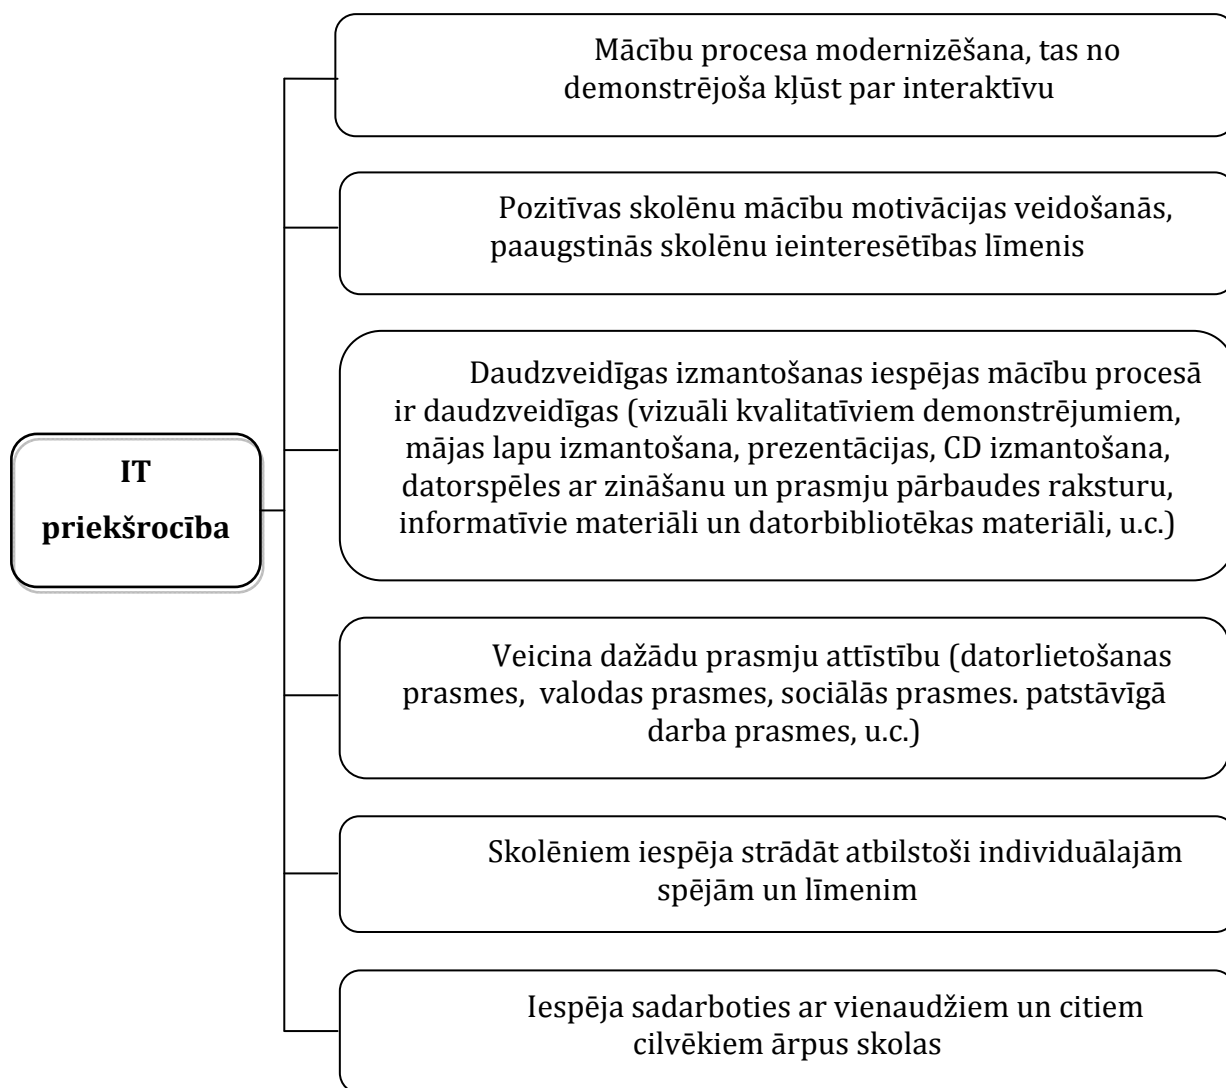 Mācību procesa modernizēšana, tas no
demonstrējoša kļūst par interaktīvu
Pozitīvas skolēnu mācību motivācijas veidošanās,
paaugstinās skolēnu ieinteresētības līmenis
Daudzveidīgas izmantošanas iespējas mācību procesā
ir daudzveidīgas (vizuāli kvalitatīviem demonstrējumiem,
mājas lapu izmantošana, prezentācijas, CD izmantošana,
datorspēles ar zināšanu un prasmju pārbaudes raksturu,
informatīvie materiāli un datorbibliotēkas materiāli, u.c.)
IT
priekšrocība
Veicina dažādu prasmju attīstību (datorlietošanas
prasmes, valodas prasmes, sociālās prasmes. patstāvīgā
darba prasmes, u.c.)
Skolēniem iespēja strādāt atbilstoši individuālajām
spējām un līmenim
Iespēja sadarboties ar vienaudžiem un citiem
cilvēkiem ārpus skolas